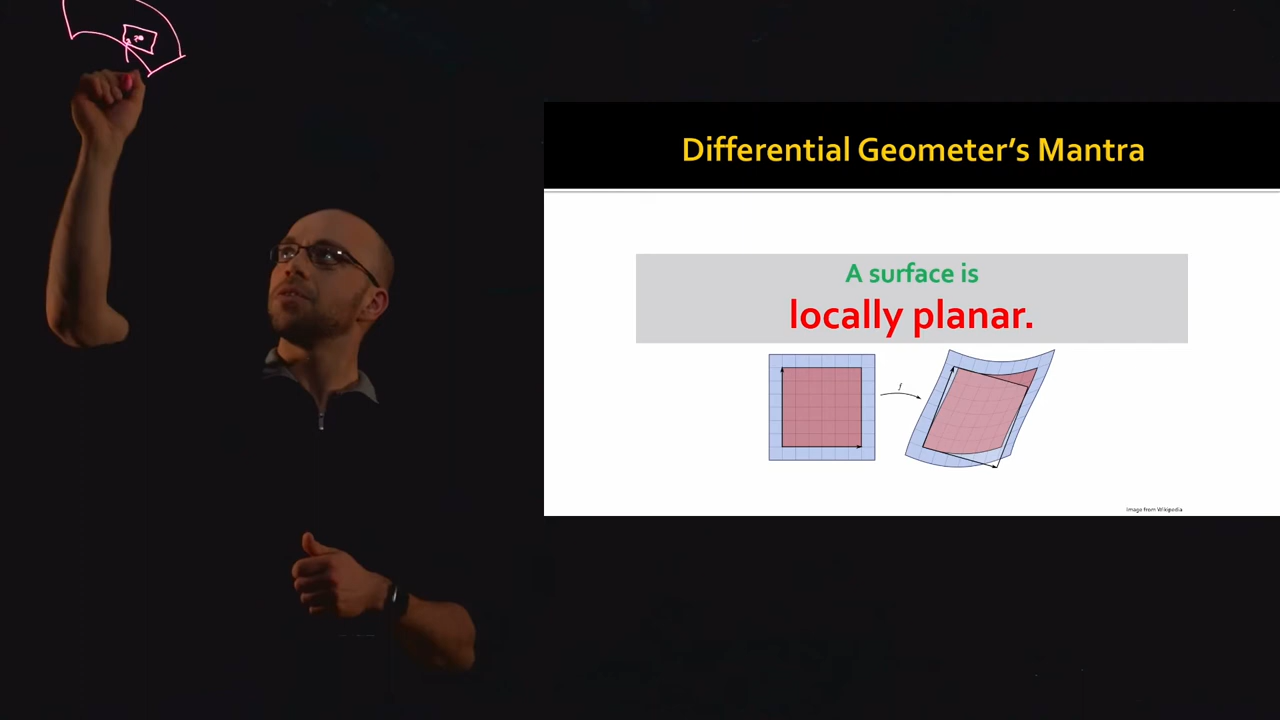 Differential Geometer's Mantra
A surface is
locally planar.
f
Image from Wikipedia